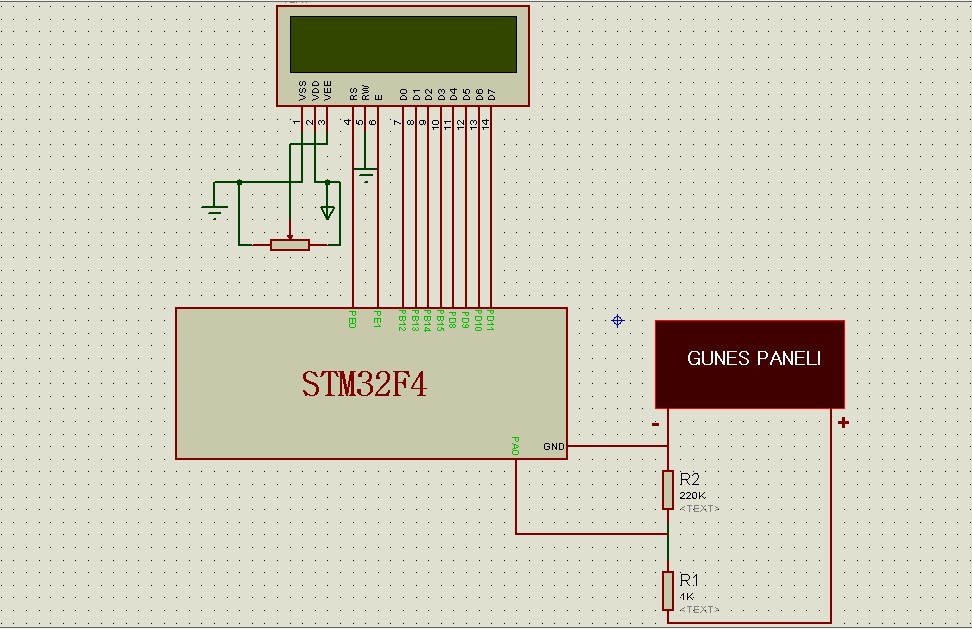 VSS
VDD
VEE
RS
RW
E
D0
D1
D2
D3
D4
D5
D6
D7
1
2
3
4
5
6
7
8
9
10
11
12
13
14
PE0
PE1
PB12
PB13
PB14
PB15
PD8
PD9
PD10
PD11
STM32F4
GUNES PANELI
- +
PA0
GND
R2
220K
<TEXT>
R1
1K
<TEXT>